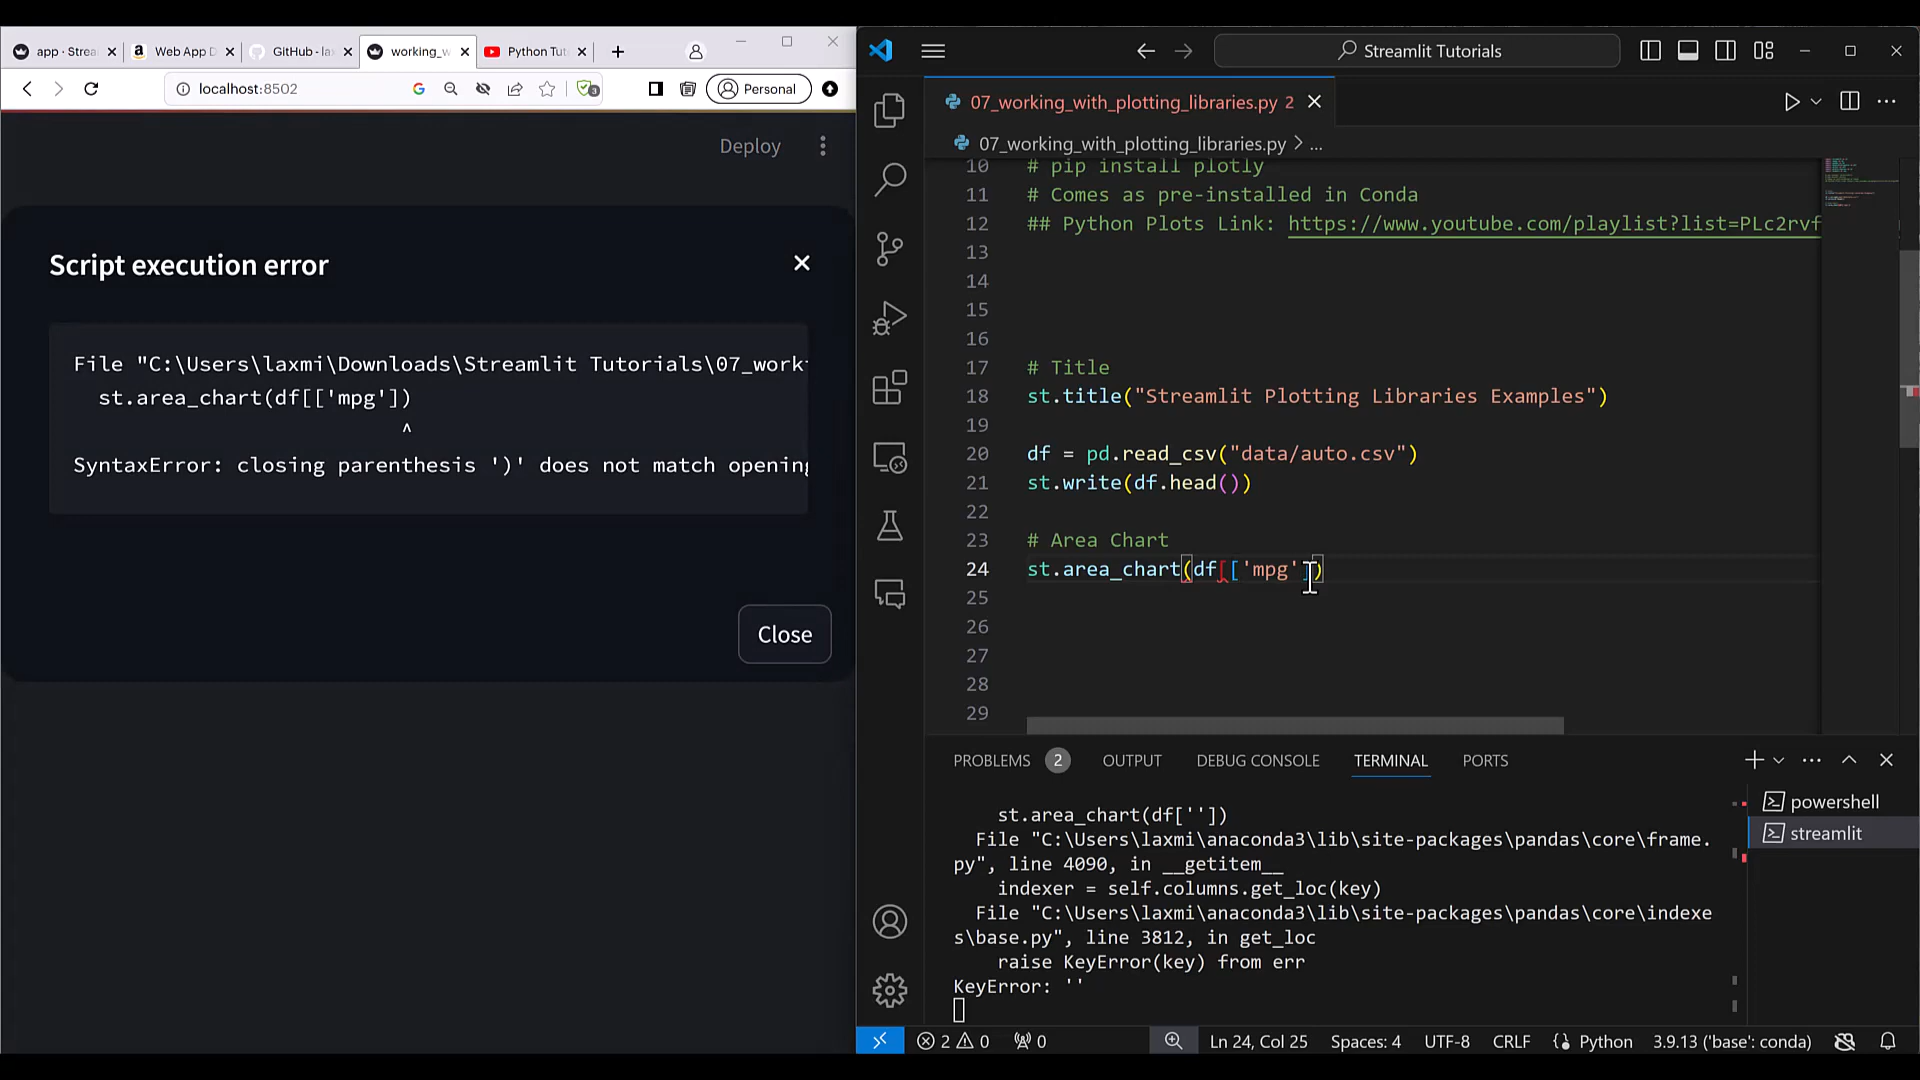 app · Strea
Web App D
GitHub - la
working_w
Python Tut
localhost:8502
Personal
Deploy
Script execution error
File "C:\Users\laxmi\Downloads\Streamlit Tutorials\07_work
st.area_chart(df[['mpg'])
^
SyntaxError: closing parenthesis ')' does not match opening
Close
Streamlit Tutorials
07_working_with_plotting_libraries.py 2
07_working_with_plotting_libraries.py > ...
10 # pip install plotly
11 # Comes as pre-installed in Conda
12 ## Python Plots Link: https://www.youtube.com/playlist?list=PLc2rvf
13
14
15
16
17 # Title
18 st.title("Streamlit Plotting Libraries Examples")
19
20 df = pd.read_csv("data/auto.csv")
21 st.write(df.head())
22
23 # Area Chart
24 st.area_chart(df[['mpg'])
25
26
27
28
29
PROBLEMS 2 OUTPUT DEBUG CONSOLE TERMINAL PORTS
st.area_chart(df[''])
File "C:\Users\laxmi\anaconda3\lib\site-packages\pandas\core\frame.
py", line 4090, in __getitem__
indexer = self.columns.get_loc(key)
File "C:\Users\laxmi\anaconda3\lib\site-packages\pandas\core\indexe
s\base.py", line 3812, in get_loc
raise KeyError(key) from err
KeyError: ''
powershell
streamlit
2 0 0 Ln 24, Col 25 Spaces: 4 UTF-8 CRLF Python 3.9.13 ('base': conda)